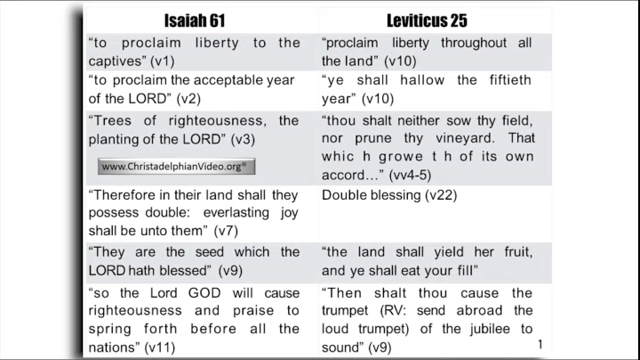 Isaiah 61
Leviticus 25
“to proclaim liberty to the
captives” (v1)
“proclaim liberty throughout all
the land” (v10)
“to proclaim the acceptable year
of the LORD” (v2)
“ye shall hallow the fiftieth
year” (v10)
“Trees of righteousness, the
planting of the LORD” (v3)
www.ChristadelphianVideo.org®
“thou shalt neither sow thy field,
nor prune thy vineyard. That
whic h growe t h of its own
accord…” (vv4-5)
“Therefore in their land shall they
possess double: everlasting joy
shall be unto them” (v7)
Double blessing (v22)
“They are the seed which the
LORD hath blessed” (v9)
“the land shall yield her fruit,
and ye shall eat your fill”
“so the Lord GOD will cause
righteousness and praise to
spring forth before all the
nations” (v11)
“Then shalt thou cause the
trumpet (RV: send abroad the
loud trumpet) of the jubilee to
sound” (v9)
1